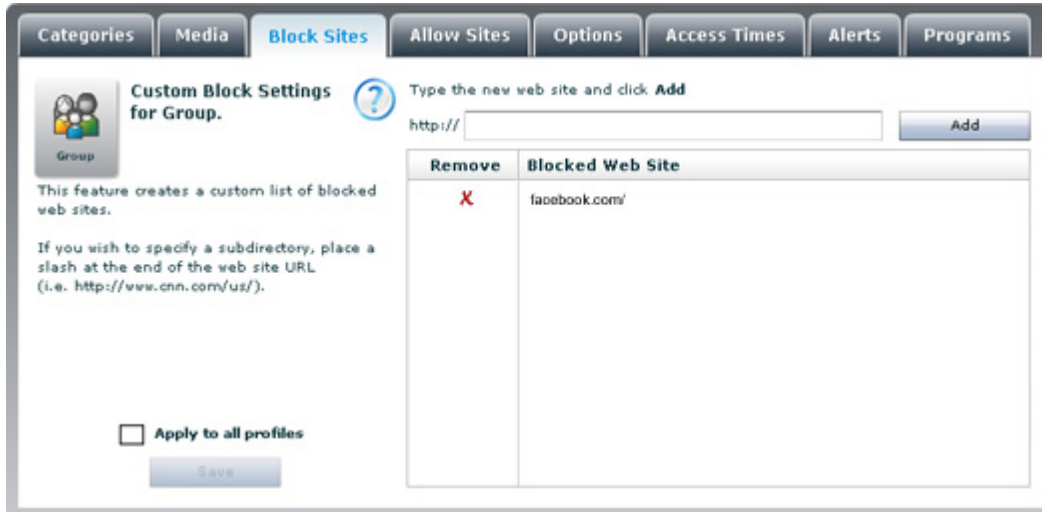 Categories Media Block Sites Allow Sites Options Access Times Alerts Programs
Custom Block Settings
for Group.
?
Group
This feature creates a custom list of blocked
web sites.
If you wish to specify a subdirectory, place a
slash at the end of the web site URL
(i.e. http://www.cnn.com/us/).
Apply to all profiles
Save
Type the new web site and click Add
http://
Add
Remove Blocked Web Site
X facebook.com/